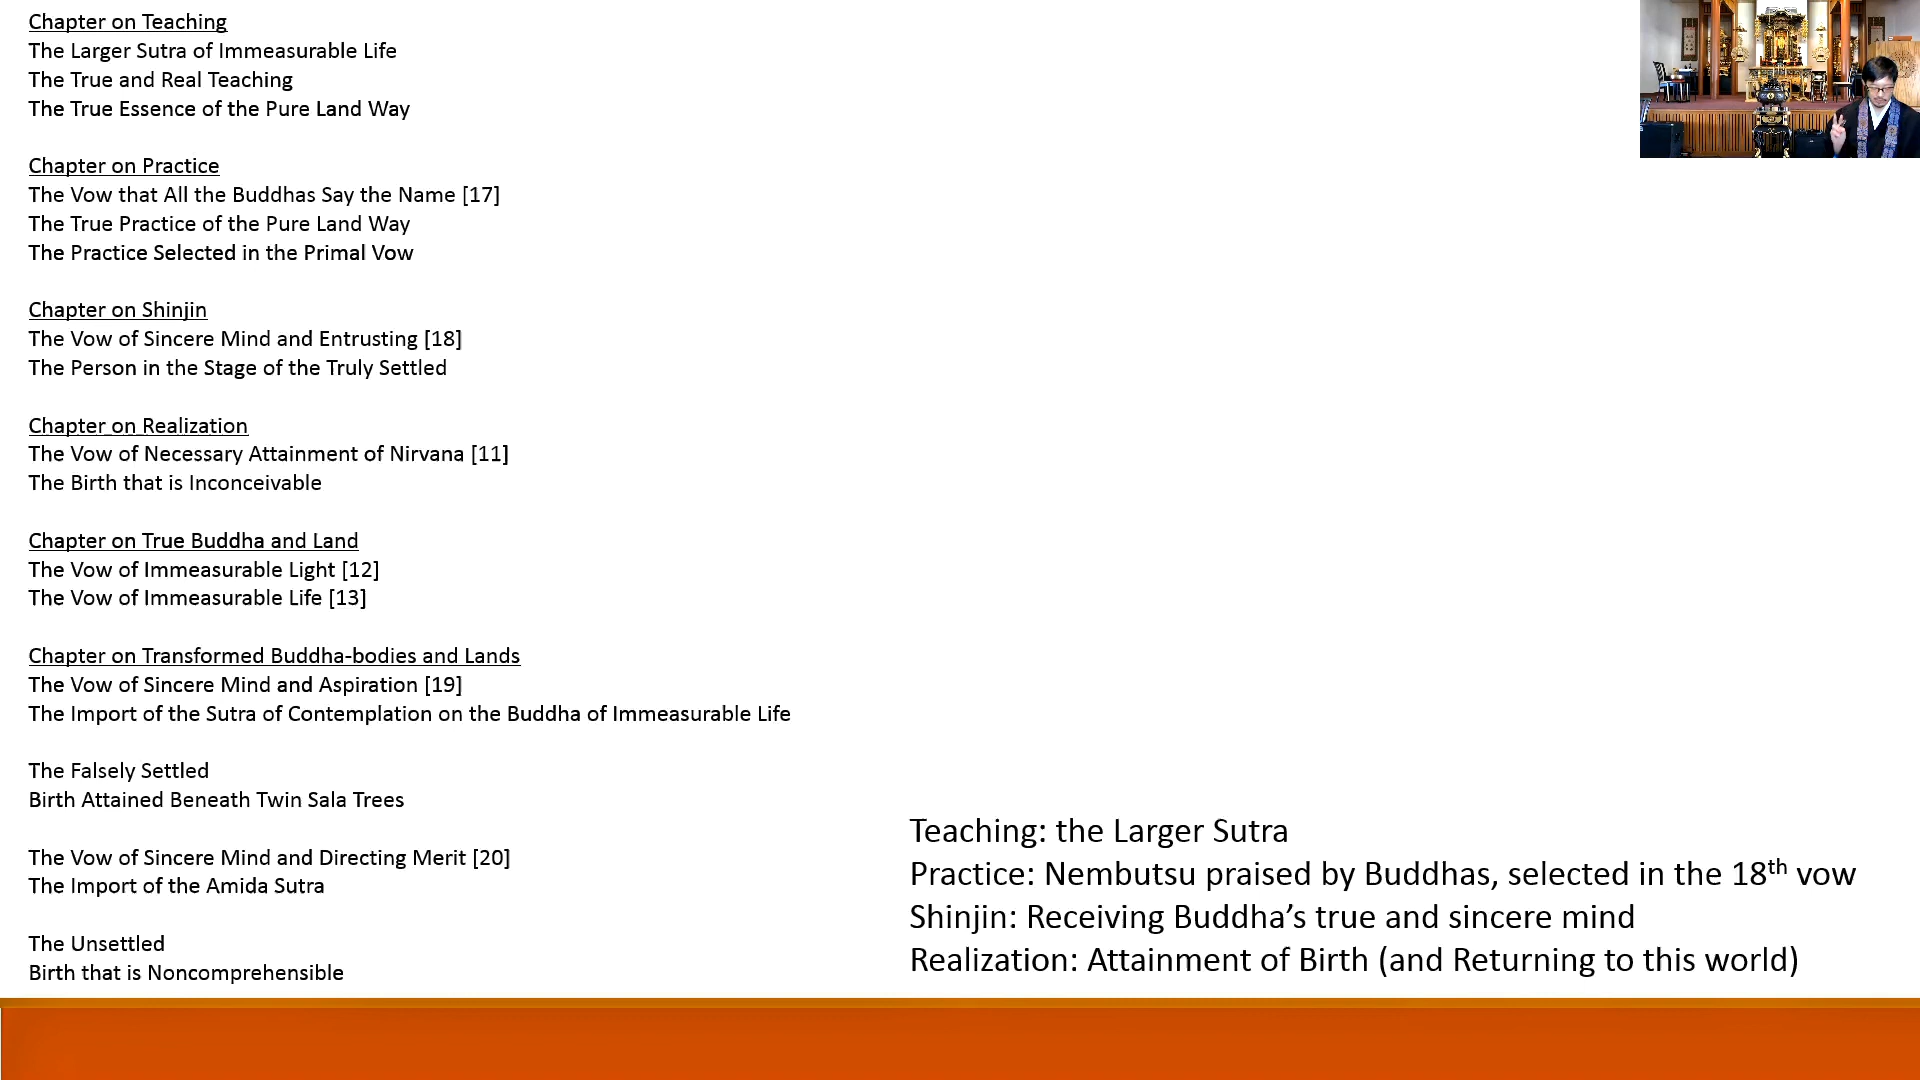 Chapter on Teaching
The Larger Sutra of Immeasurable Life
The True and Real Teaching
The True Essence of the Pure Land Way
Chapter on Practice
The Vow that All the Buddhas Say the Name [17]
The True Practice of the Pure Land Way
The Practice Selected in the Primal Vow
Chapter on Shinjin
The Vow of Sincere Mind and Entrusting [18]
The Person in the Stage of the Truly Settled
Chapter on Realization
The Vow of Necessary Attainment of Nirvana [11]
The Birth that is Inconceivable
Chapter on True Buddha and Land
The Vow of Immeasurable Light [12]
The Vow of Immeasurable Life [13]
Chapter on Transformed Buddha-bodies and Lands
The Vow of Sincere Mind and Aspiration [19]
The Import of the Sutra of Contemplation on the Buddha of Immeasurable Life
The Falsely Settled
Birth Attained Beneath Twin Sala Trees
The Vow of Sincere Mind and Directing Merit [20]
The Import of the Amida Sutra
The Unsettled
Birth that is Noncomprehensible
Teaching: the Larger Sutra
Practice: Nembutsu praised by Buddhas, selected in the 18th vow
Shinjin: Receiving Buddha’s true and sincere mind
Realization: Attainment of Birth (and Returning to this world)